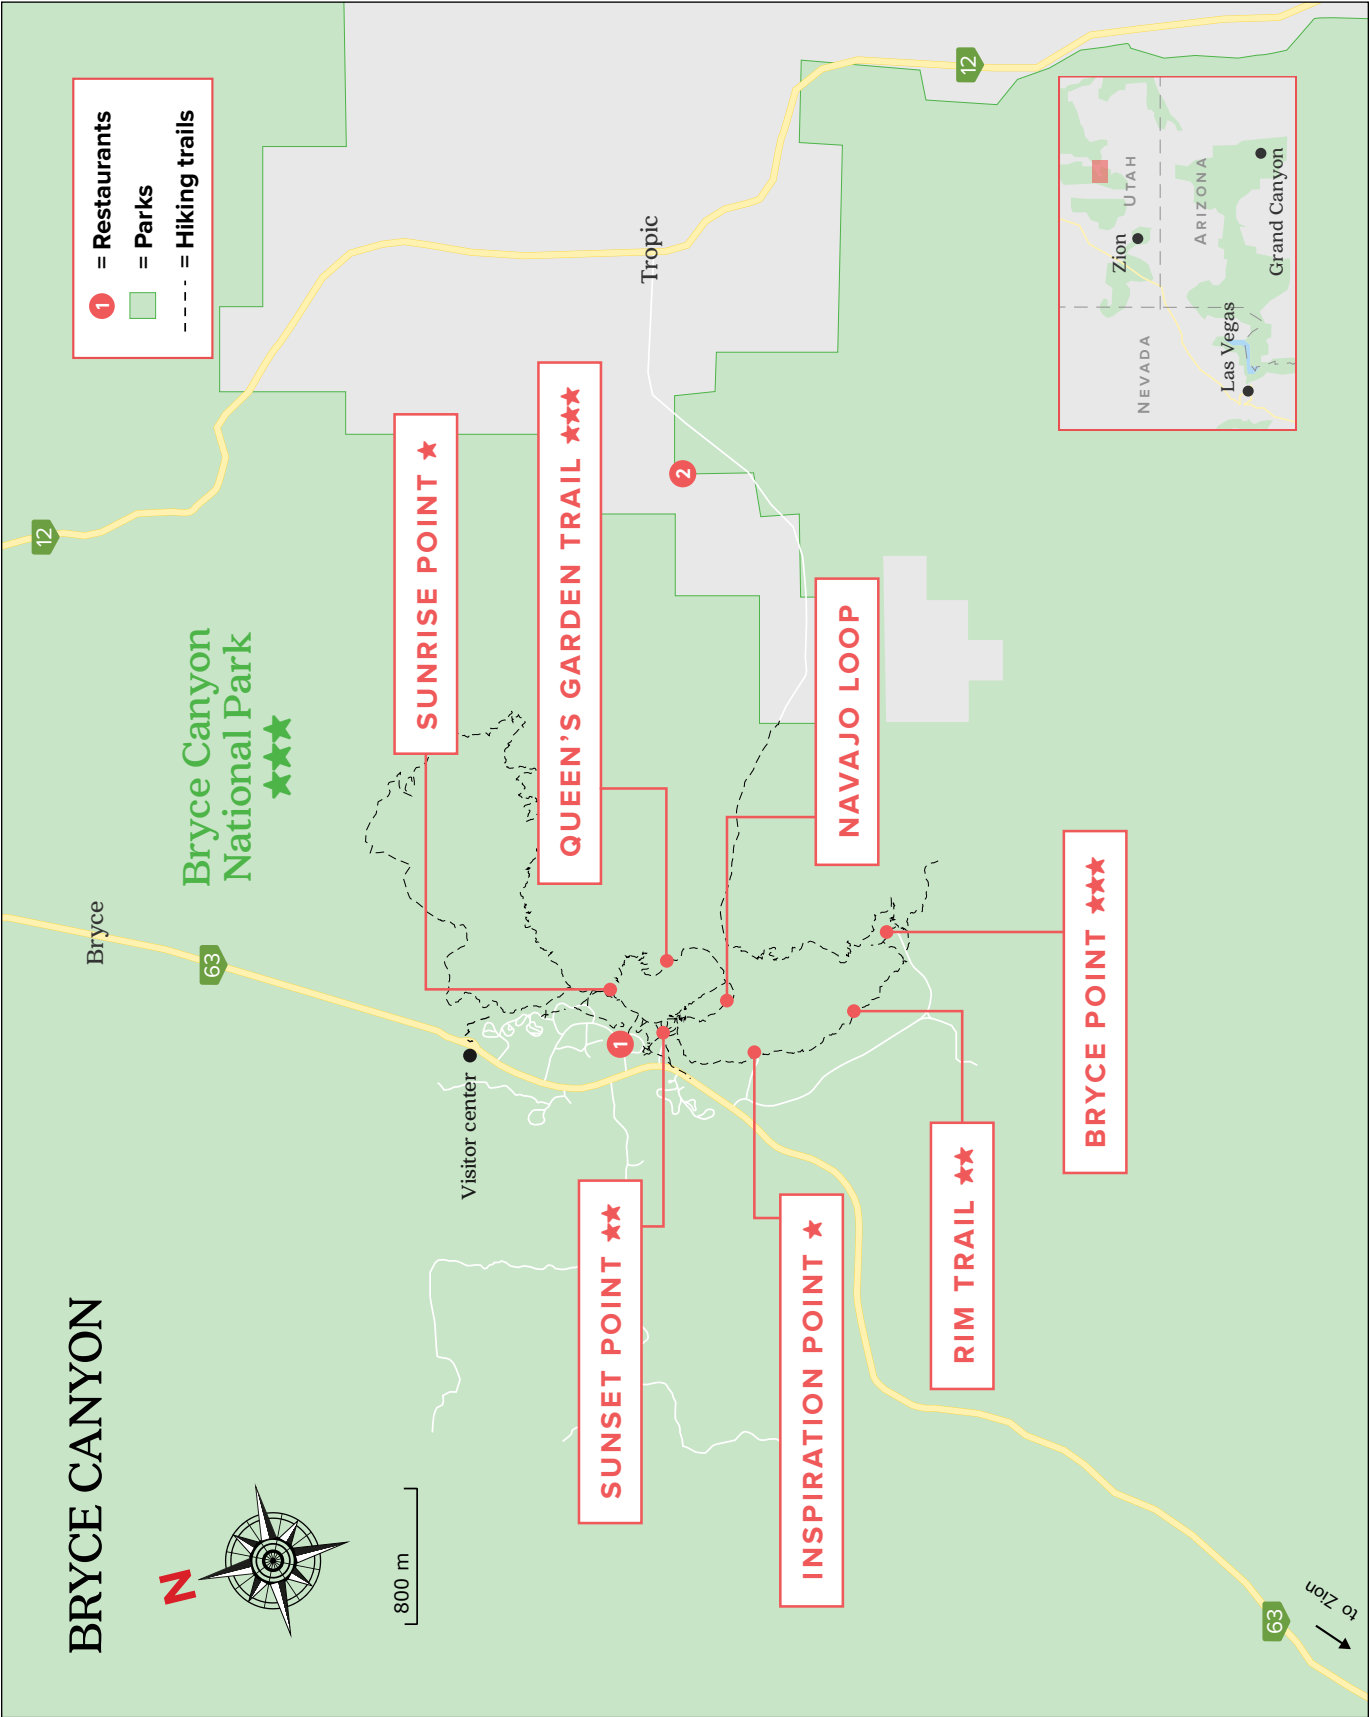 BRYCE CANYON
N
800 m
Bryce
Bryce Canyon
National Park
12
63
1 = Restaurants
= Parks
= Hiking trails
SUNRISE POINT
Visitor center
QUEEN’S GARDEN TRAIL
SUNSET POINT
1
2
Tropic
INSPIRATION POINT
NAVAJO LOOP
RIM TRAIL
12
BRYCE POINT
NEVADA
UTAH
ARIZONA
Zion
Las Vegas
Grand Canyon
63
to Zion